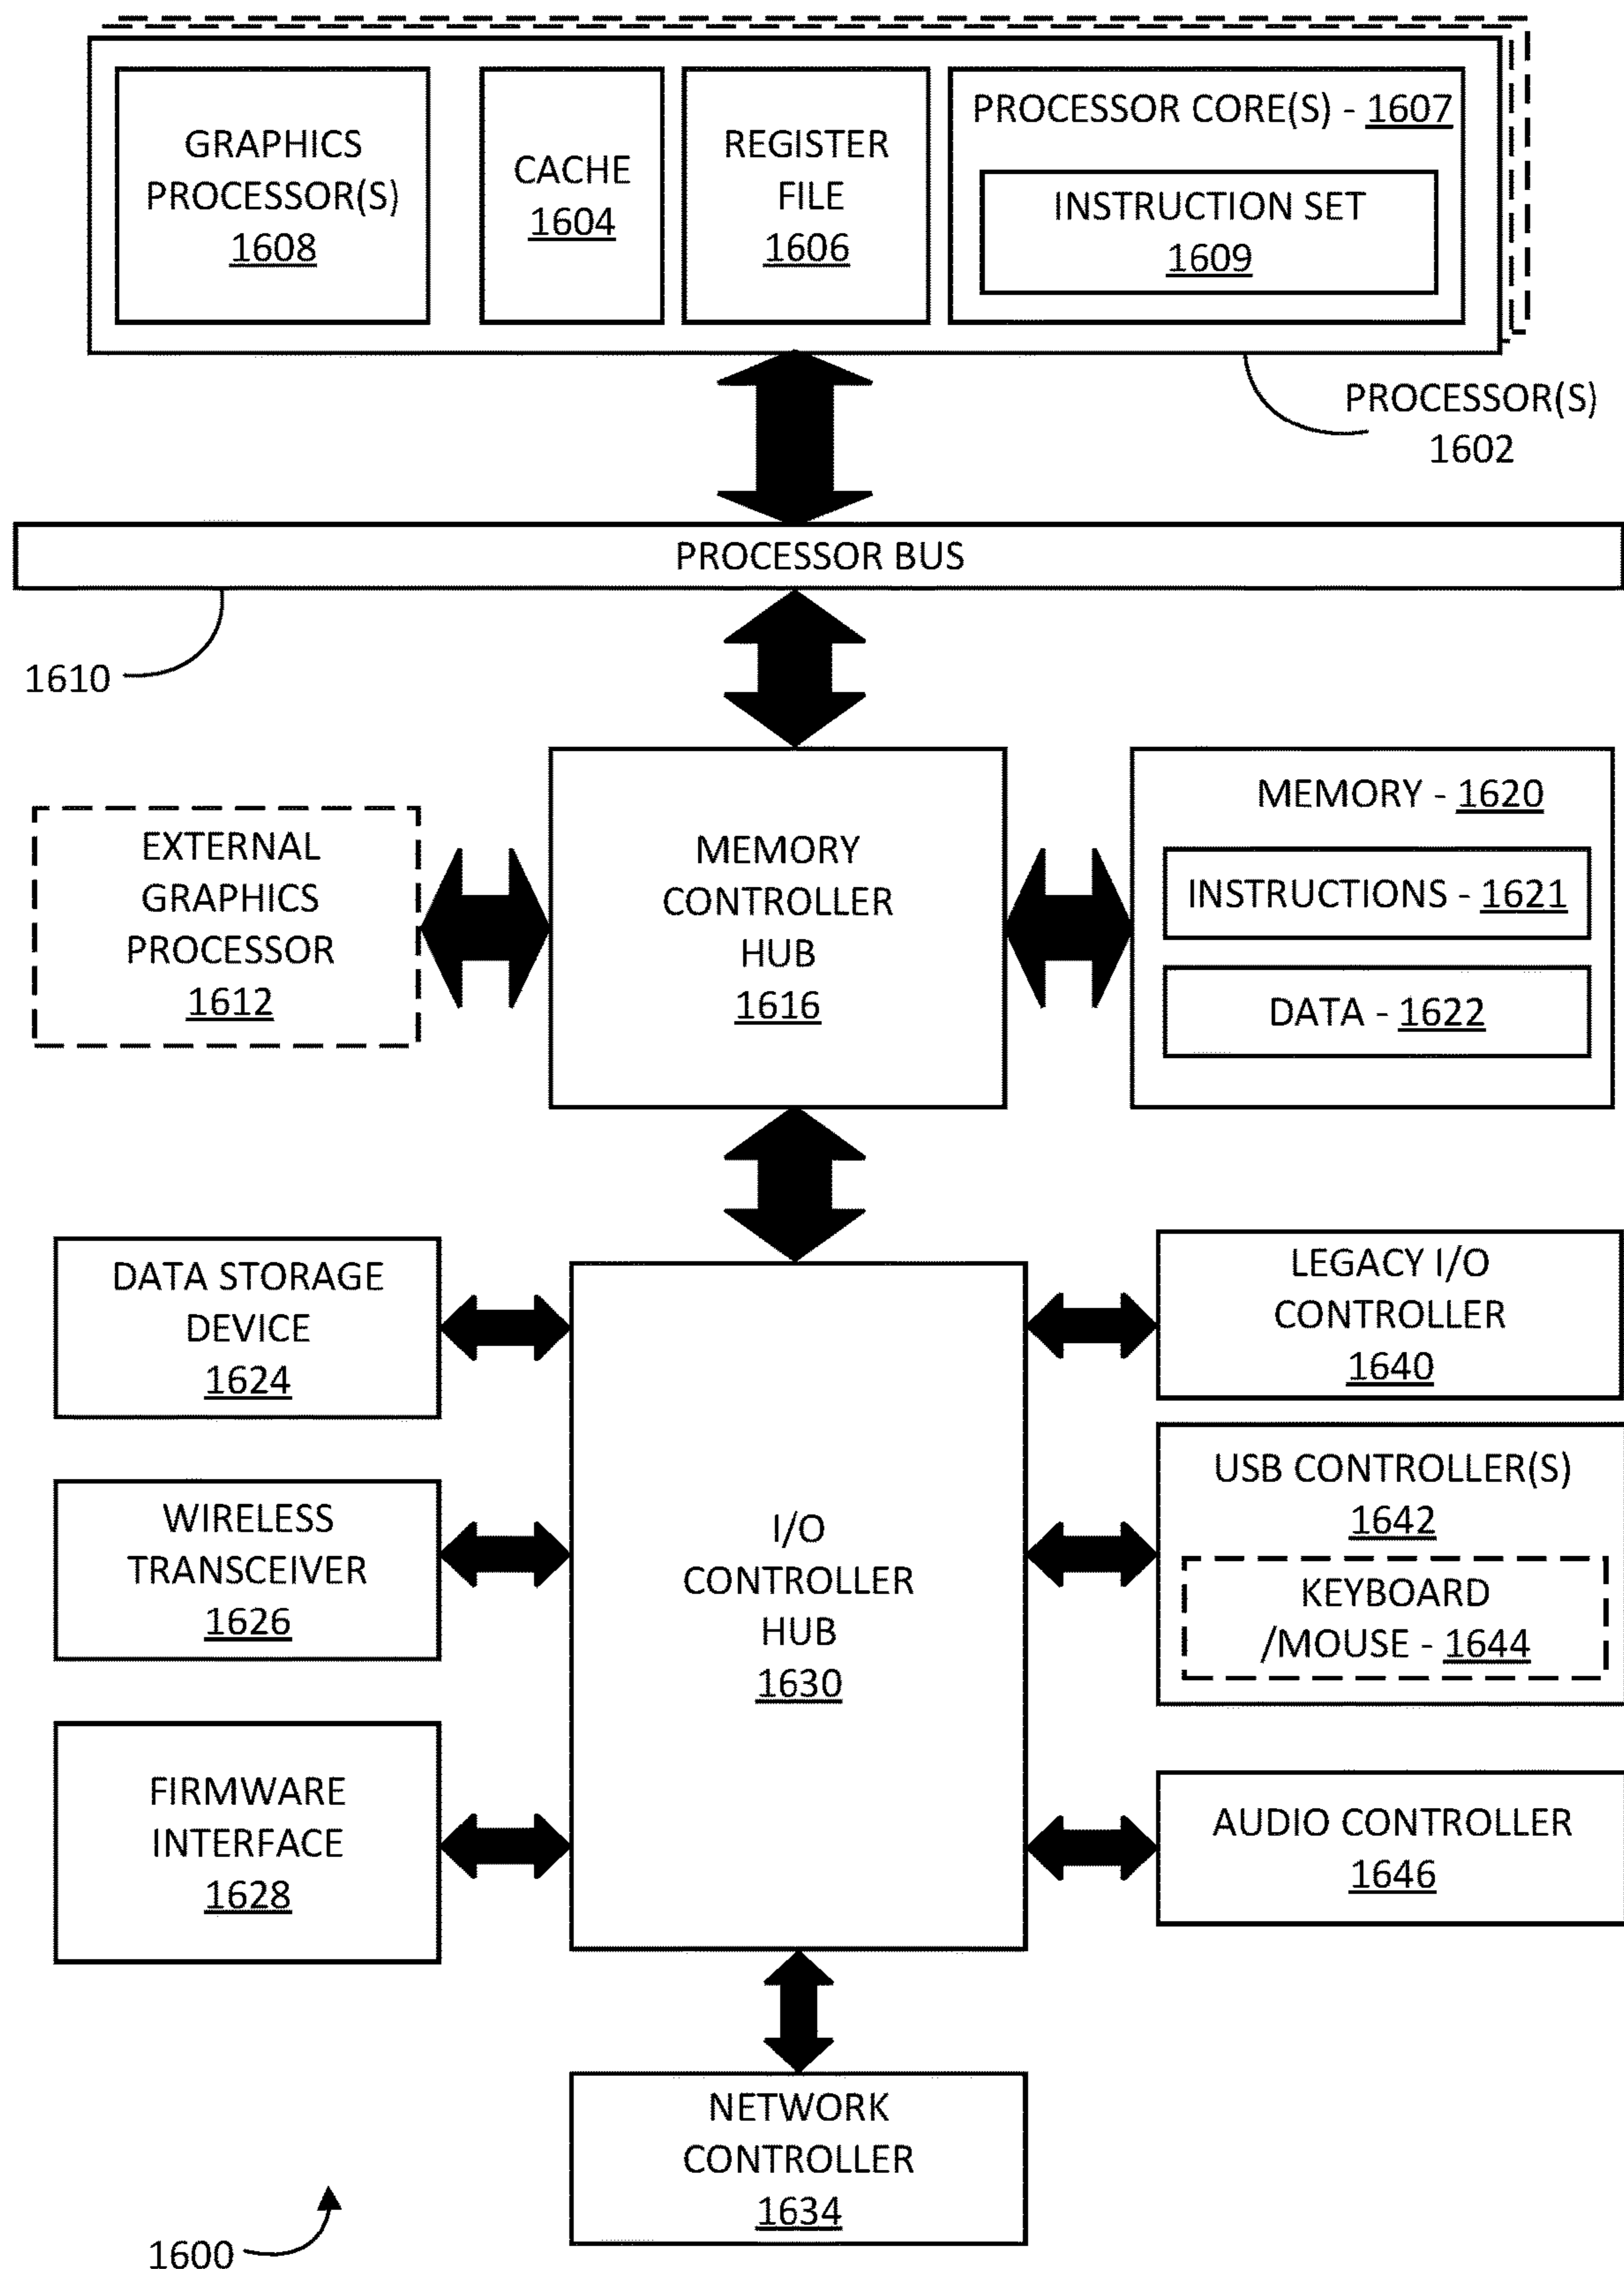 GRAPHICS
PROCESSOR(S)
1608
CACHE
1604
REGISTER
FILE
1606
PROCESSOR CORE(S) - 1607
INSTRUCTION SET
1609
PROCESSOR(S)
1602
PROCESSOR BUS
1610
EXTERNAL
GRAPHICS
PROCESSOR
1612
MEMORY
CONTROLLER
HUB
1616
MEMORY - 1620
INSTRUCTIONS - 1621
DATA - 1622
DATA STORAGE
DEVICE
1624
WIRELESS
TRANSCEIVER
1626
FIRMWARE
INTERFACE
1628
I/O
CONTROLLER
HUB
1630
LEGACY I/O
CONTROLLER
1640
USB CONTROLLER(S)
1642
KEYBOARD
/MOUSE - 1644
AUDIO CONTROLLER
1646
NETWORK
CONTROLLER
1634
1600